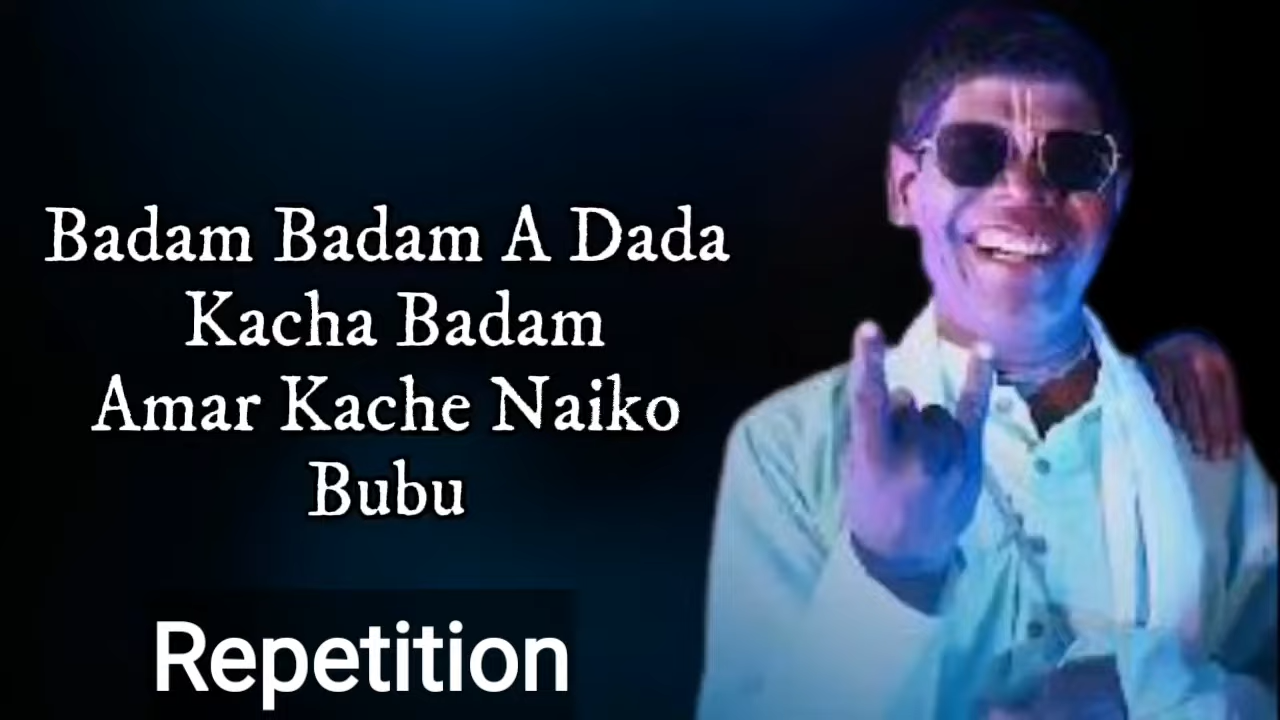 Badam Badam A Dada
Kacha Badam
Amar Kache Naiko
Bubu
Repetition